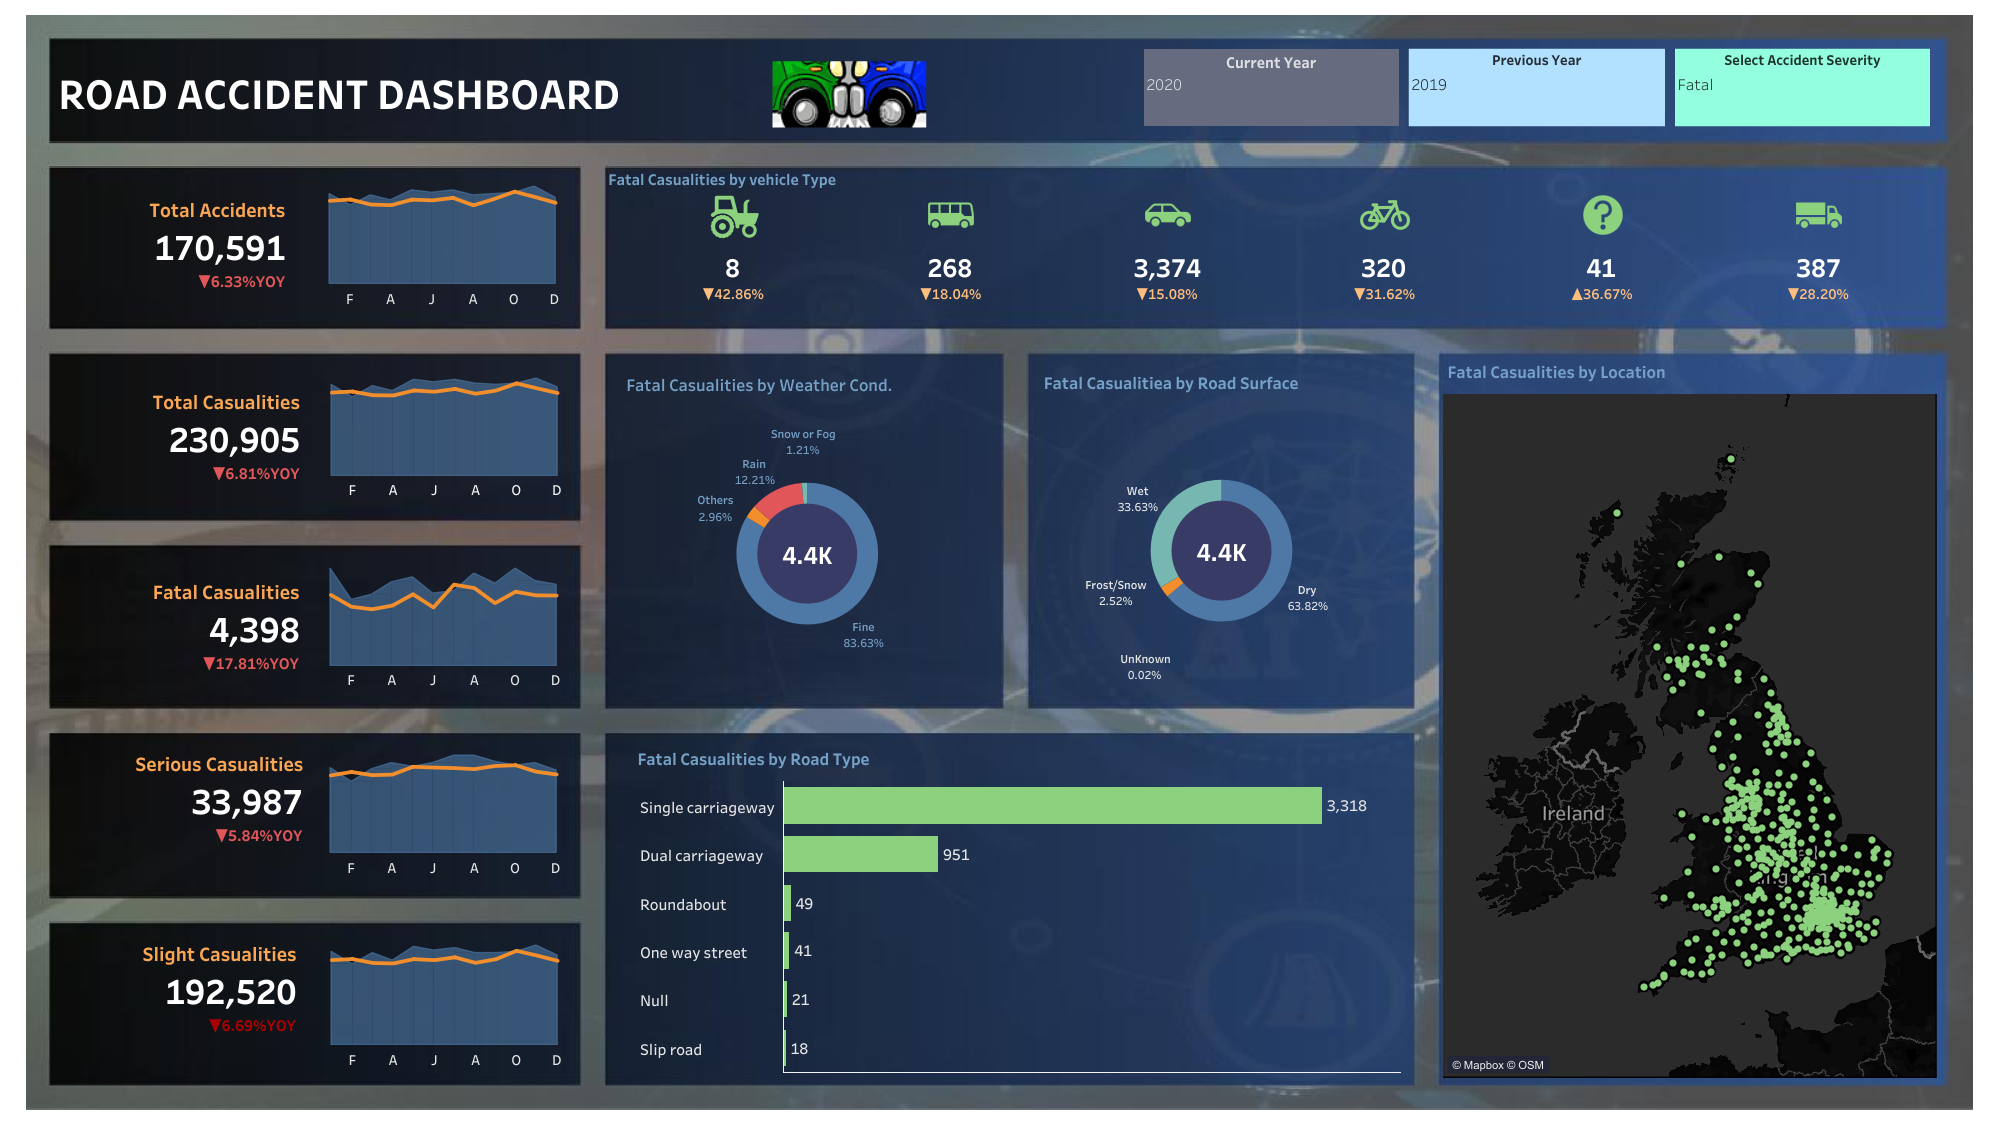 ROAD ACCIDENT DASHBOARD
Current Year
2020
Previous Year
2019
Select Accident Severity
Fatal
Total Accidents
170,591
▼6.33%YOY
F A J A O D
Fatal Casualities by vehicle Type
8 268 3,374 320 41 387
▼42.86% ▼18.04% ▼15.08% ▼31.62% ▲36.67% ▼28.20%
Total Casualities
230,905
▼6.81%YOY
F A J A O D
Fatal Casualities
4,398
▼17.81%YOY
F A J A O D
Serious Casualities
33,987
▼5.84%YOY
F A J A O D
Slight Casualities
192,520
▼6.69%YOY
F A J A O D
Fatal Casualities by Weather Cond.
Snow or Fog
1.21%
Rain
12.21%
Others
2.96%
4.4K
Fine
83.63%
Fatal Casualitiea by Road Surface
Wet
33.63%
4.4K
Frost/Snow
2.52%
Dry
63.82%
UnKnown
0.02%
Fatal Casualities by Road Type
Single carriageway 3,318
Dual carriageway 951
Roundabout 49
One way street 41
Null 21
Slip road 18
Fatal Casualities by Location
Ireland
© Mapbox © OSM